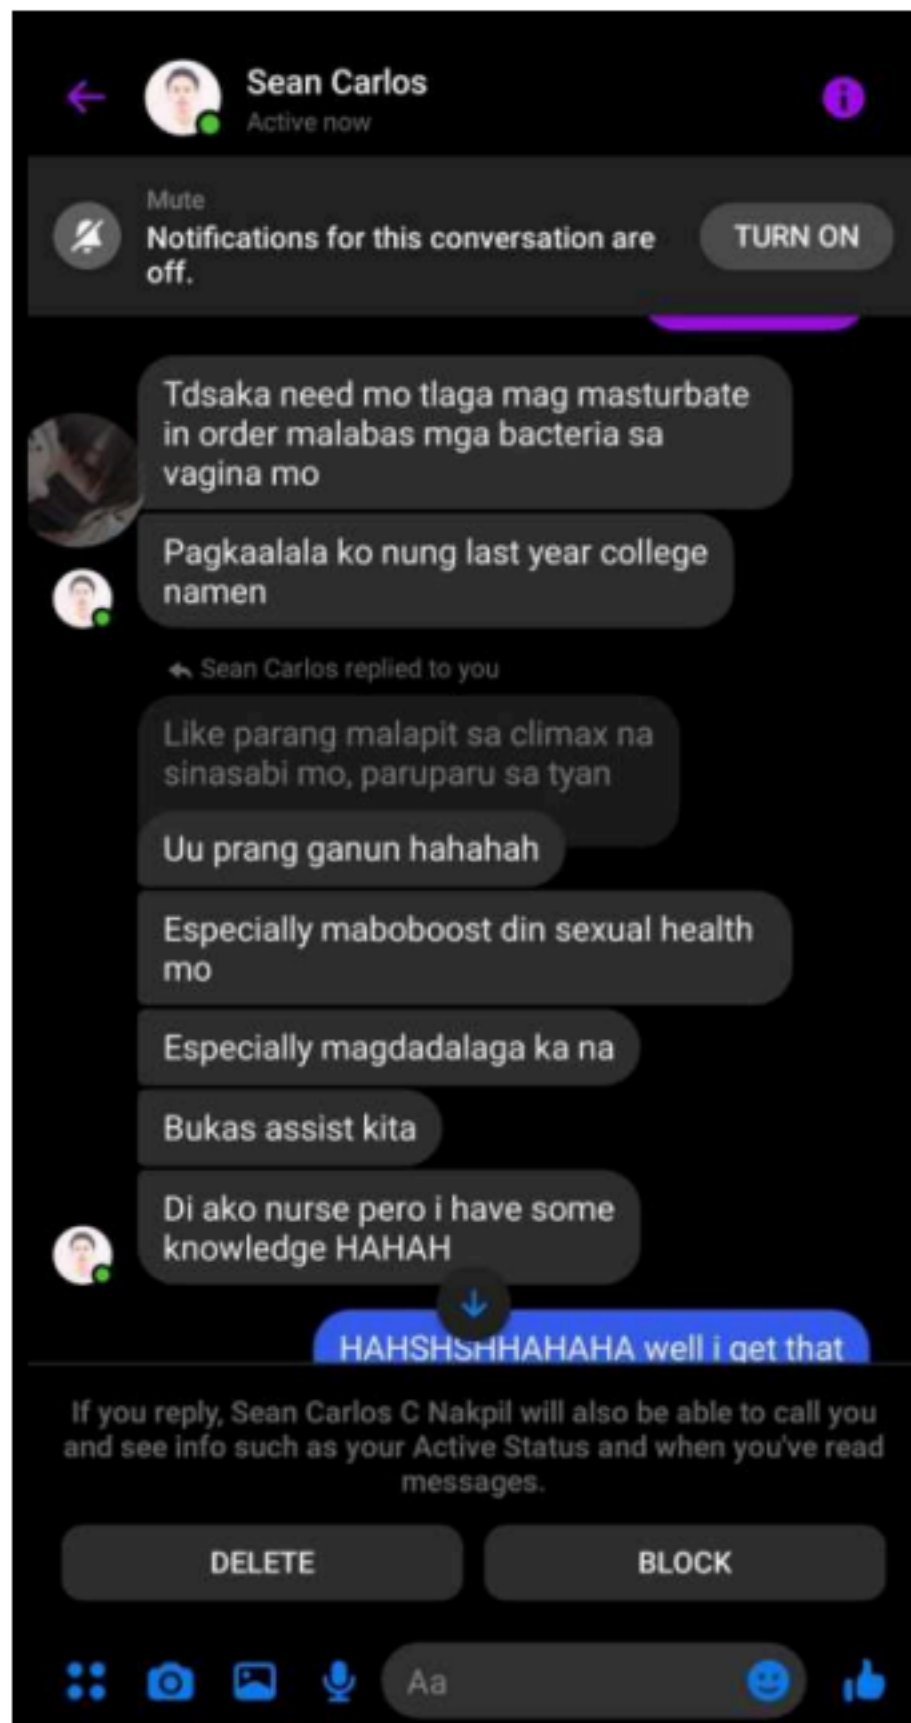 Sean Carlos
Active now
Mute
Notifications for this conversation are
off.
TURN ON
Tdsaka need mo tlaga mag masturbate
in order malabas mga bacteria sa
vagina mo
Pagkaalala ko nung last year college
namen
Sean Carlos replied to you
Like parang malapit sa climax na
sinasabi mo, paruparu sa tyan
Uu prang ganun hahahah
Especially maboboost din sexual health
mo
Especially magdadalaga ka na
Bukas assist kita
Di ako nurse pero i have some
knowledge HAHAH
HAHSHSHHAHAHA well i get that
If you reply, Sean Carlos C Nakpil will also be able to call you
and see info such as your Active Status and when you've read
messages.
DELETE
BLOCK
Aa